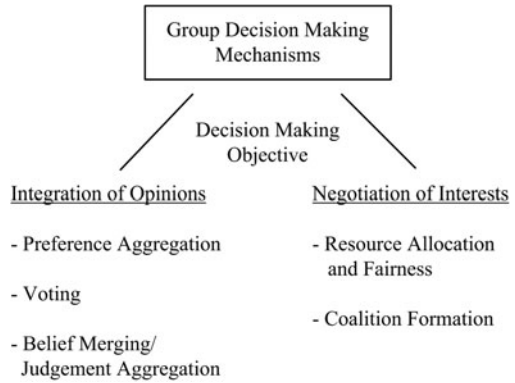 Group Decision Making
Mechanisms
Decision Making
Objective
Integration of Opinions
- Preference Aggregation
- Voting
- Belief Merging/
Judgement Aggregation
Negotiation of Interests
- Resource Allocation
and Fairness
- Coalition Formation